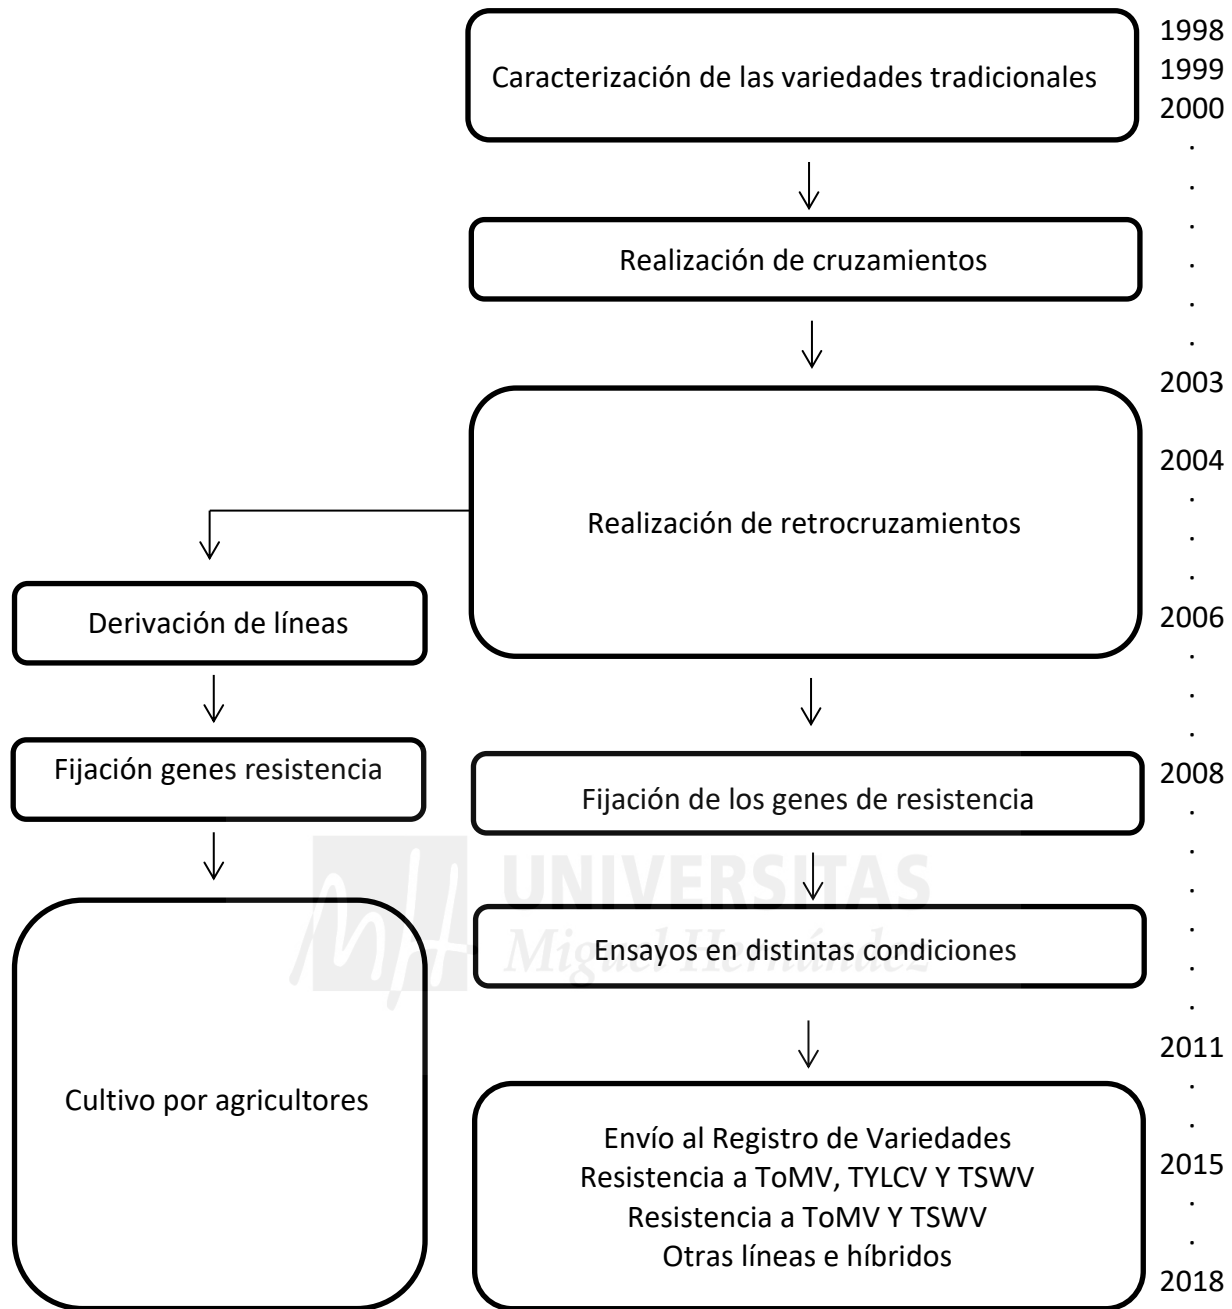 1998
Caracterización de las variedades tradicionales
1999
2000
.
.
.
Realización de cruzamientos
.
.
.
2003
2004
.
Realización de retrocruzamientos
.
.
Derivación de líneas
2006
.
.
.
Fijación genes resistencia
2008
Fijación de los genes de resistencia
.
.
.
UNIVERSITAS
Miguel Hernández
Ensayos en distintas condiciones
.
.
.
2011
.
Cultivo por agricultores
.
Envío al Registro de Variedades
Resistencia a ToMV, TYLCV Y TSWV
2015
Resistencia a ToMV Y TSWV
.
Otras líneas e híbridos
.
2018